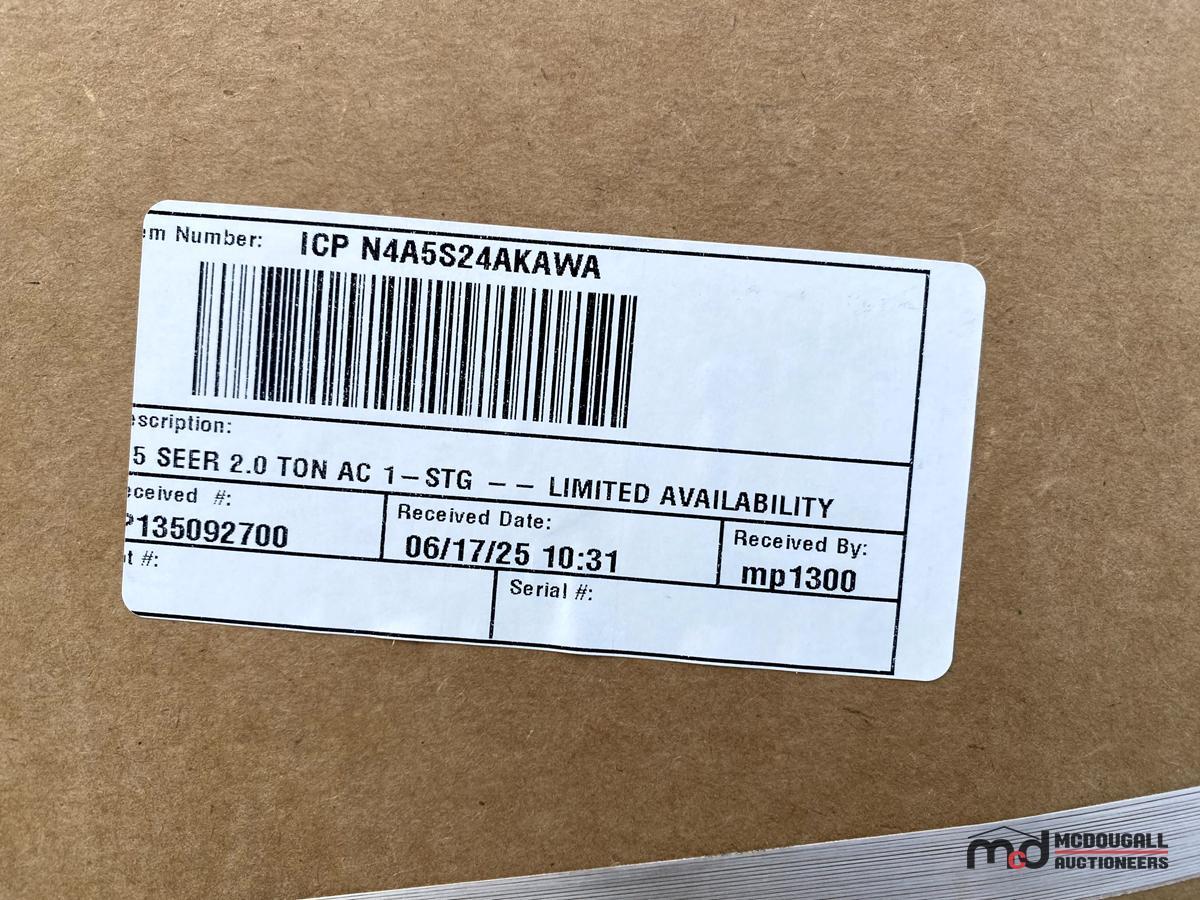 em Number: ICP N4A5S24AKAWA
escription:
5 SEER 2.0 TON AC 1-STG -- LIMITED AVAILABILITY
eceived #:
P135092700
Received Date:
06/17/25 10:31
Received By:
mp1300
t #:
Serial #:
mcd MCDOUGALL
AUCTIONEERS